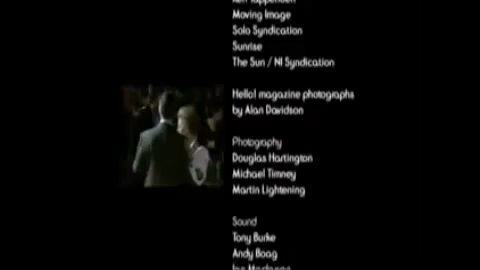 Moving Image
Solo Syndication
Sunrise
The Sun / NI Syndication
Hello! magazine photographs
by Alan Davidson
Photography
Douglas Hartington
Michael Timney
Martin Lightening
Sound
Tony Burke
Andy Boag